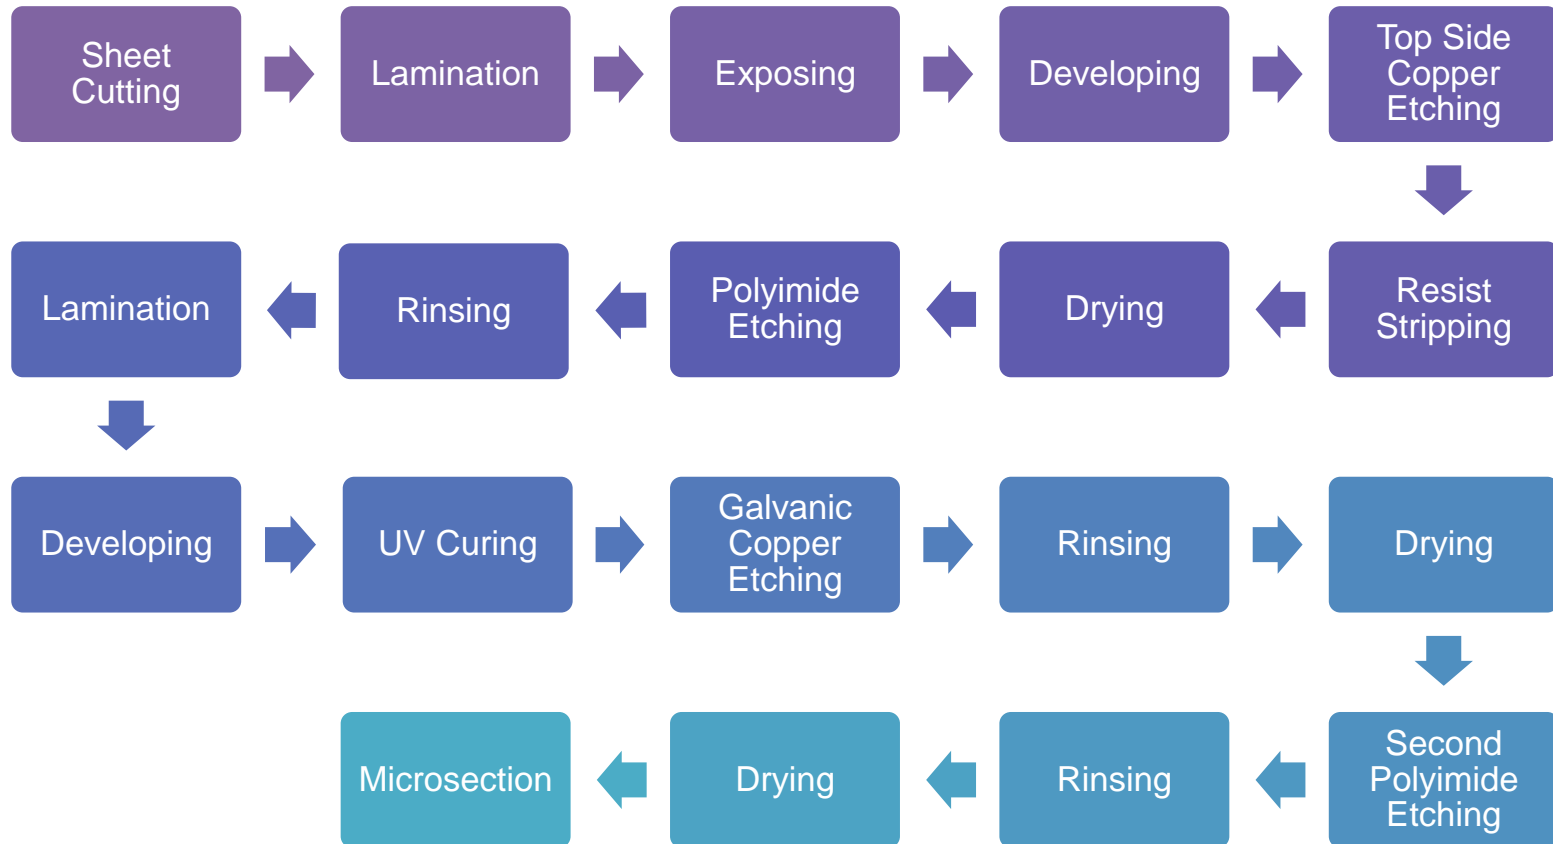 Sheet
Cutting
Lamination
Exposing
Developing
Top Side
Copper
Etching
Resist
Stripping
Drying
Polyimide
Etching
Rinsing
Lamination
Developing
UV Curing
Galvanic
Copper
Etching
Rinsing
Drying
Second
Polyimide
Etching
Rinsing
Drying
Microsection